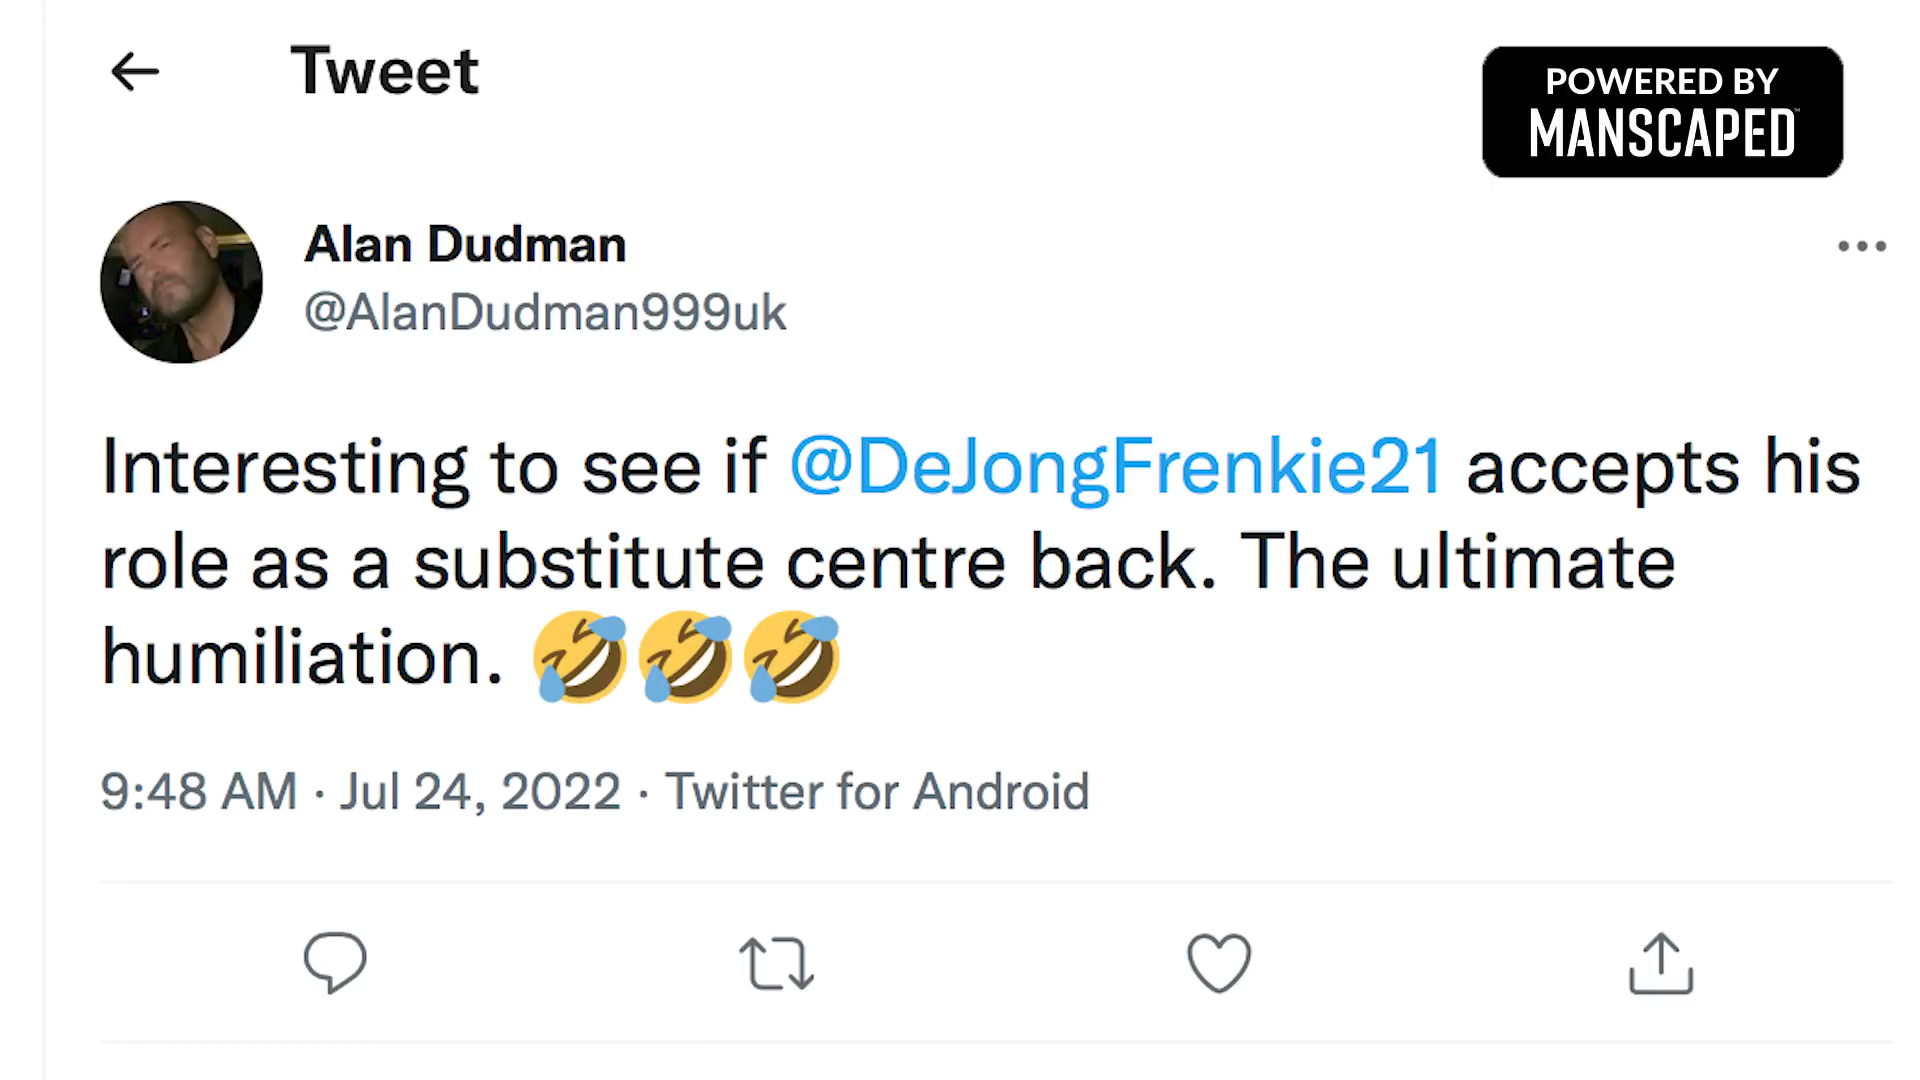 Tweet
POWERED BY
MANSCAPED™
Alan Dudman
@AlanDudman999uk
Interesting to see if @DeJongFrenkie21 accepts his
role as a substitute centre back. The ultimate
humiliation. 🤣🤣🤣
9:48 AM · Jul 24, 2022 · Twitter for Android